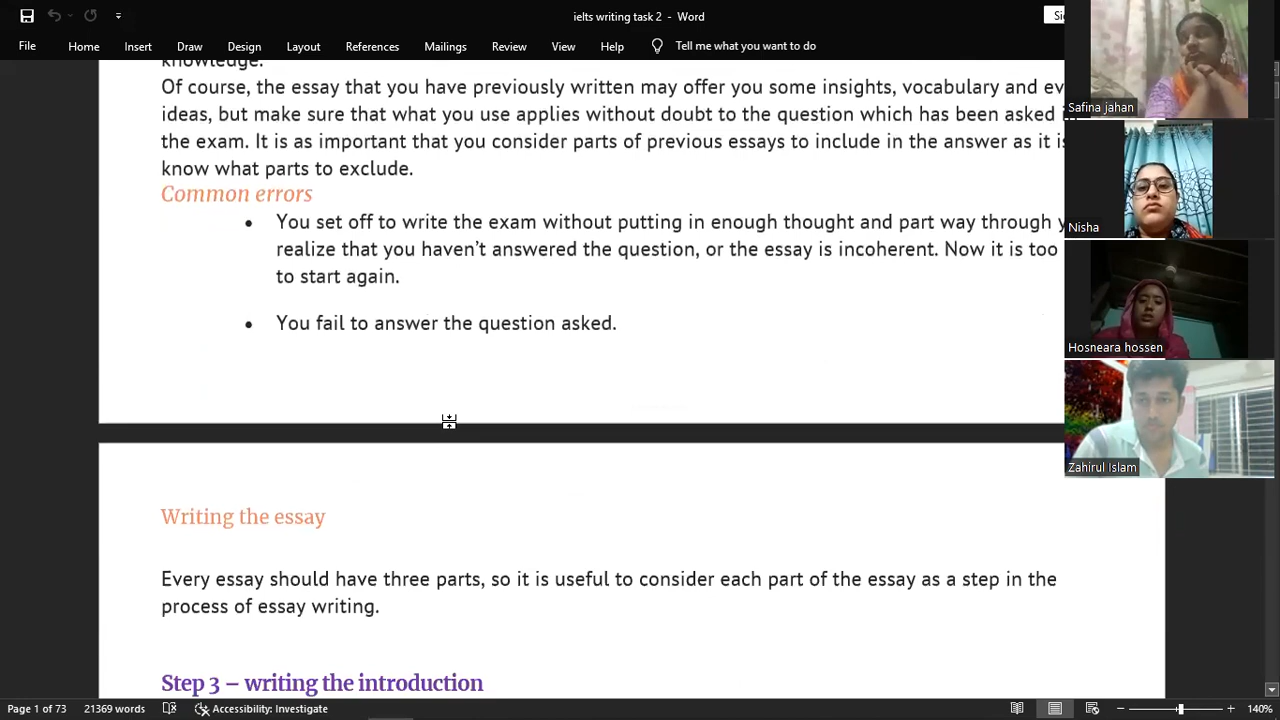 ielts writing task 2 - Word
File Home Insert Draw Design Layout References Mailings Review View Help Tell me what you want to do
knowledge.
Of course, the essay that you have previously written may offer you some insights, vocabulary and
ideas, but make sure that what you use applies without doubt to the question which has been asked
the exam. It is as important that you consider parts of previous essays to include in the answer as it is
know what parts to exclude.
Common errors
• You set off to write the exam without putting in enough thought and part way through
realize that you haven't answered the question, or the essay is incoherent. Now it is too
to start again.
• You fail to answer the question asked.
Writing the essay
Every essay should have three parts, so it is useful to consider each part of the essay as a step in the
process of essay writing.
Step 3 – writing the introduction
Page 1 of 73 21369 words Accessibility: Investigate 140%
Safina jahan
Nisha
Hosneara hossen
Zahirul Islam